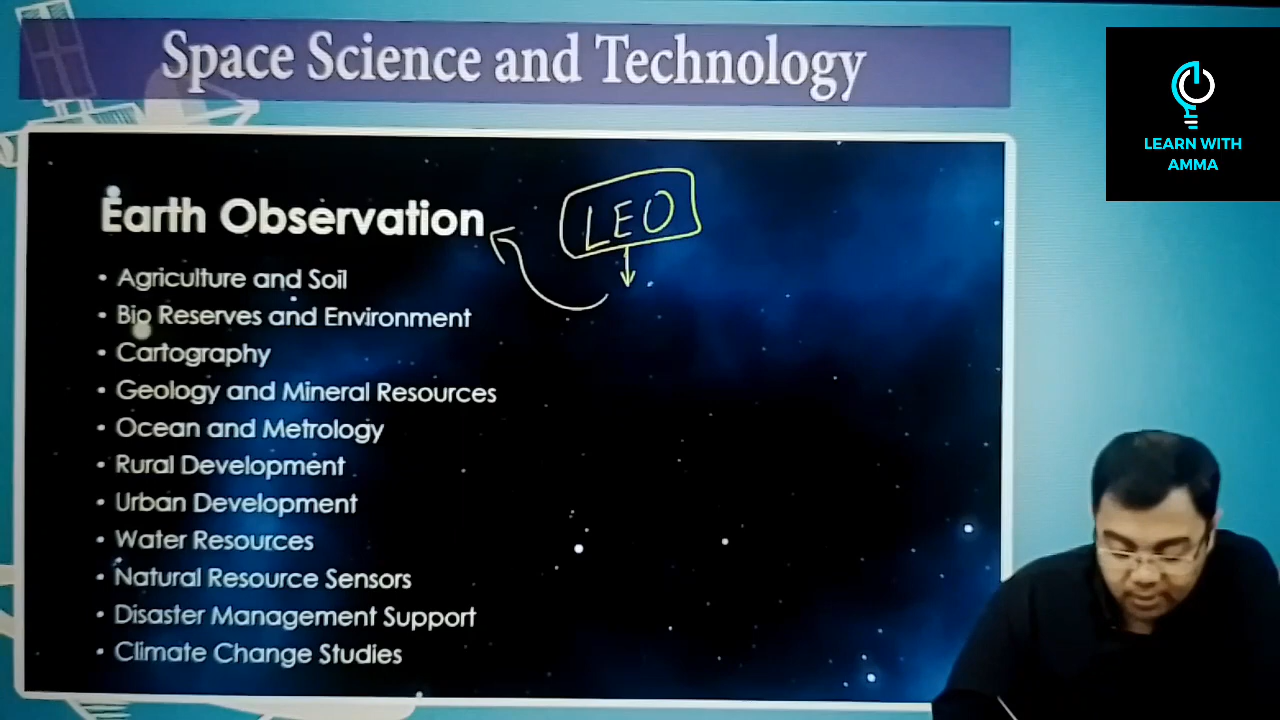 Space Science and Technology
LEARN WITH
AMMA
Earth Observation
LEO
• Agriculture and Soil
• Bio Reserves and Environment
• Cartography
• Geology and Mineral Resources
• Ocean and Metrology
• Rural Development
• Urban Development
• Water Resources
• Natural Resource Sensors
• Disaster Management Support
• Climate Change Studies